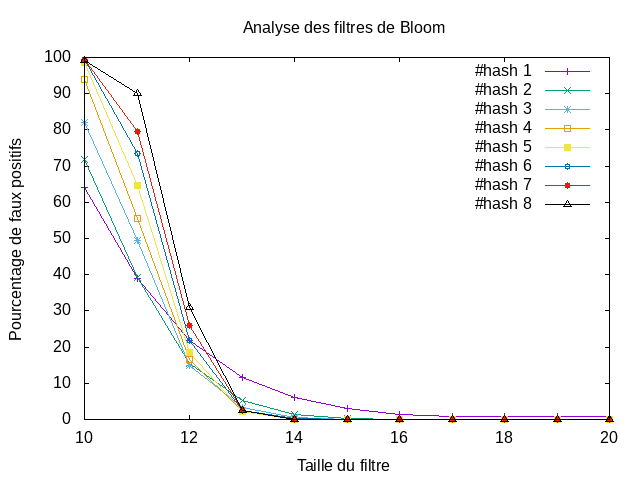 Analyse des filtres de Bloom
Pourcentage de faux positifs
100
90
80
70
60
50
40
30
20
10
0
#hash 1
#hash 2
#hash 3
#hash 4
#hash 5
#hash 6
#hash 7
#hash 8
10 12 14 16 18 20
Taille du filtre